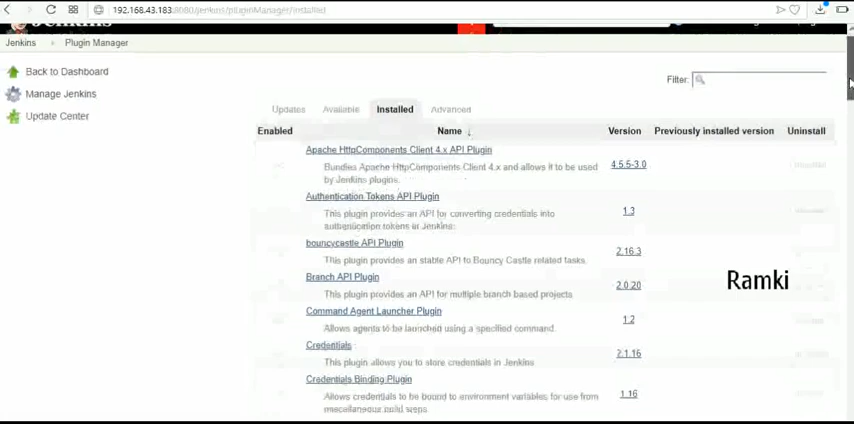 192.168.43.183:8080/jenkins/pluginManager/installed
Jenkins
Jenkins Plugin Manager
Back to Dashboard
Manage Jenkins
Update Center
Filter:
Updates Available Installed Advanced
Enabled Name ↓ Version Previously installed version Uninstall
Apache HttpComponents Client 4.x API Plugin
Bundles Apache HttpComponents Client 4.x and allows it to be used
by Jenkins plugins.
4.5.5-3.0
Authentication Tokens API Plugin
This plugin provides an API for converting credentials into
authentication tokens in Jenkins.
1.3
bouncycastle API Plugin
This plugin provides an stable API to Bouncy Castle related tasks.
2.16.3
Branch API Plugin
This plugin provides an API for multiple branch based projects
2.0.20
Ramki
Command Agent Launcher Plugin
Allows agents to be launched using a specified command.
1.2
Credentials
This plugin allows you to store credentials in Jenkins
2.1.16
Credentials Binding Plugin
Allows credentials to be bound to environment variables for use from
miscellaneous build steps
1.16